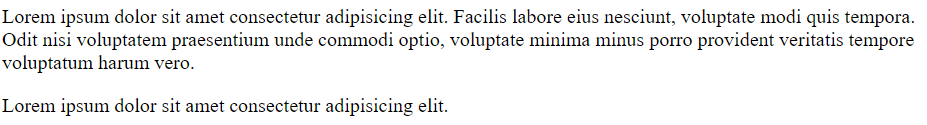 Lorem ipsum dolor sit amet consectetur adipisicing elit. Facilis labore eius nesciunt, voluptate modi quis tempora.
Odit nisi voluptatem praesentium unde commodi optio, voluptate minima minus porro provident veritatis tempore
voluptatum harum vero.
Lorem ipsum dolor sit amet consectetur adipisicing elit.